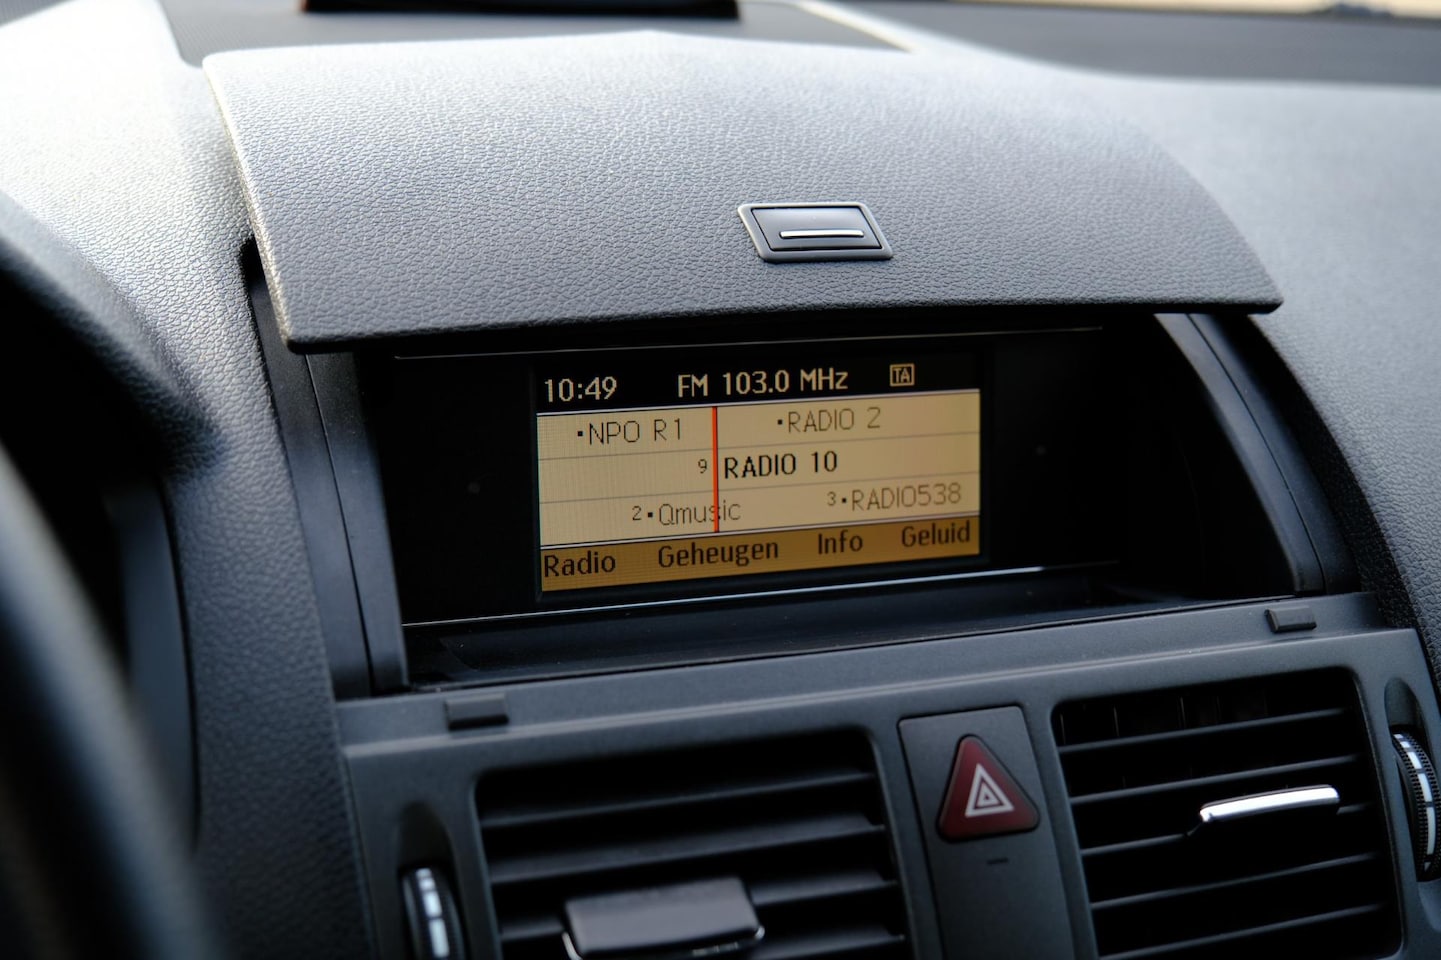 10:49 FM 103.0 MHz TA
•NPO R1 •RADIO 2
9 RADIO 10
2•Qmusic 3•RADIO538
Radio Geheugen Info Geluid